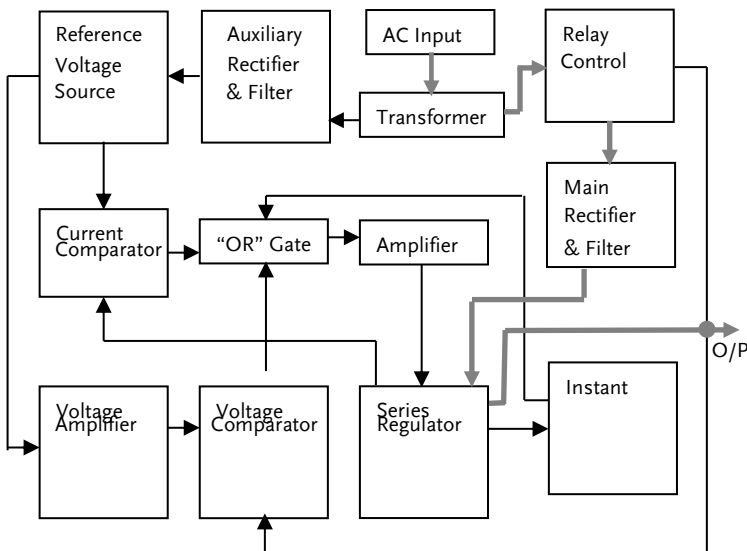 Reference
Voltage
Source
Auxiliary
Rectifier
& Filter
AC Input
Transformer
Relay
Control
Main
Rectifier
& Filter
Current
Comparator
“OR” Gate
Amplifier
O/P
Voltage
Amplifier
Voltage
Comparator
Series
Regulator
Instant